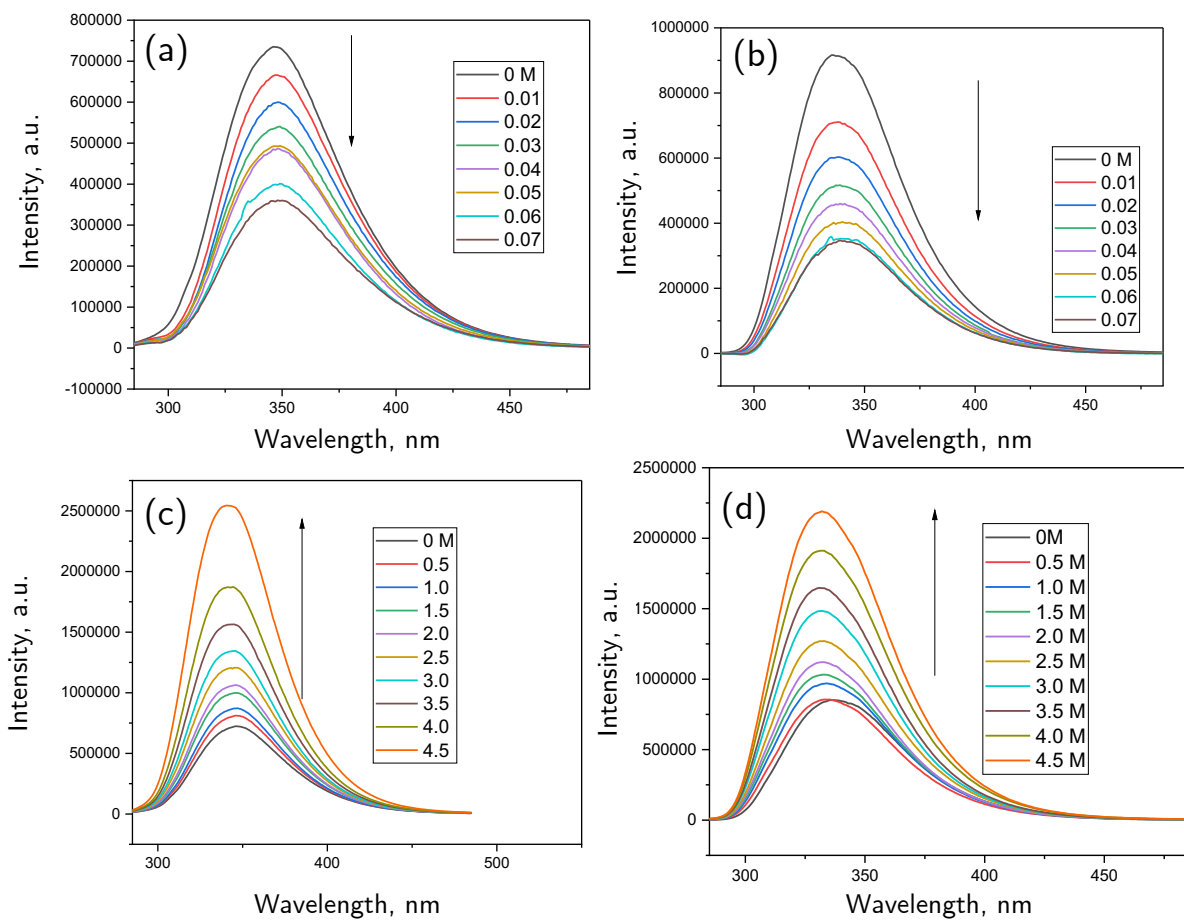 (a)
800000
700000
600000
500000
400000
300000
200000
100000
0
-100000
Intensity, a.u.
0 M
0.01
0.02
0.03
0.04
0.05
0.06
0.07
300 350 400 450
Wavelength, nm
(b)
1000000
800000
600000
400000
200000
0
Intensity, a.u.
0 M
0.01
0.02
0.03
0.04
0.05
0.06
0.07
300 350 400 450
Wavelength, nm
(c)
2500000
2000000
1500000
1000000
500000
0
Intensity, a.u.
0 M
0.5
1.0
1.5
2.0
2.5
3.0
3.5
4.0
4.5
300 400 500
Wavelength, nm
(d)
2500000
2000000
1500000
1000000
500000
0
Intensity, a.u.
0M
0.5 M
1.0 M
1.5 M
2.0 M
2.5 M
3.0 M
3.5 M
4.0 M
4.5 M
300 350 400 450
Wavelength, nm